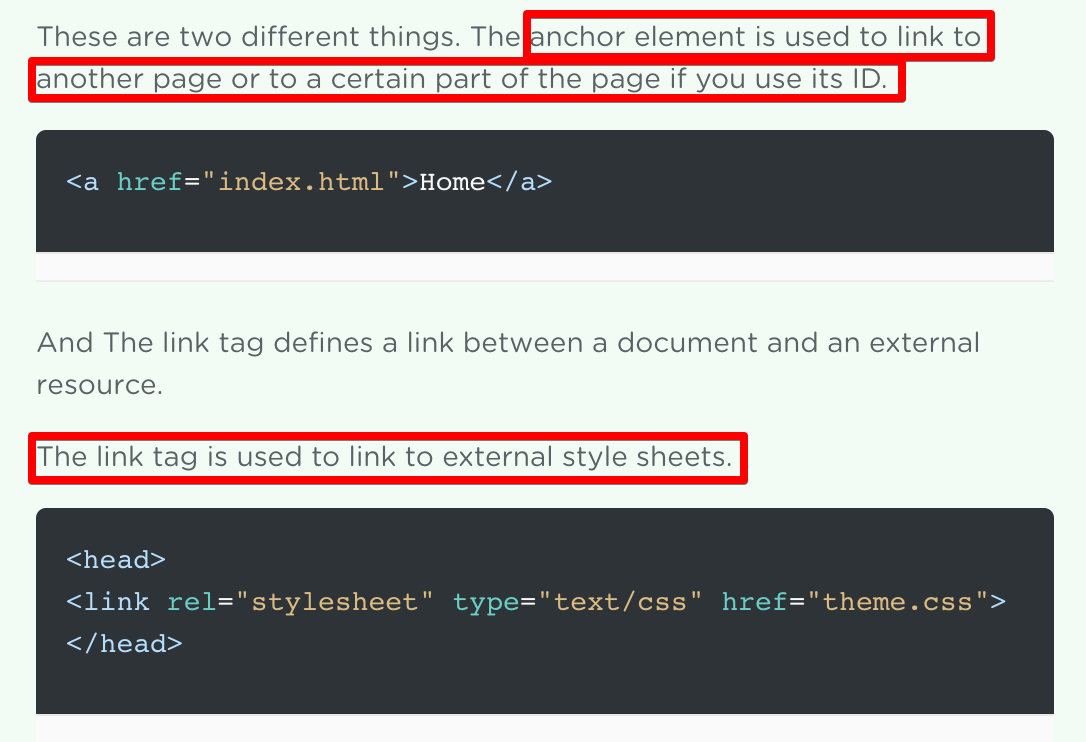 These are two different things. The anchor element is used to link to
another page or to a certain part of the page if you use its ID.
<a href="index.html">Home</a>
And The link tag defines a link between a document and an external
resource.
The link tag is used to link to external style sheets.
<head>
<link rel="stylesheet" type="text/css" href="theme.css">
</head>